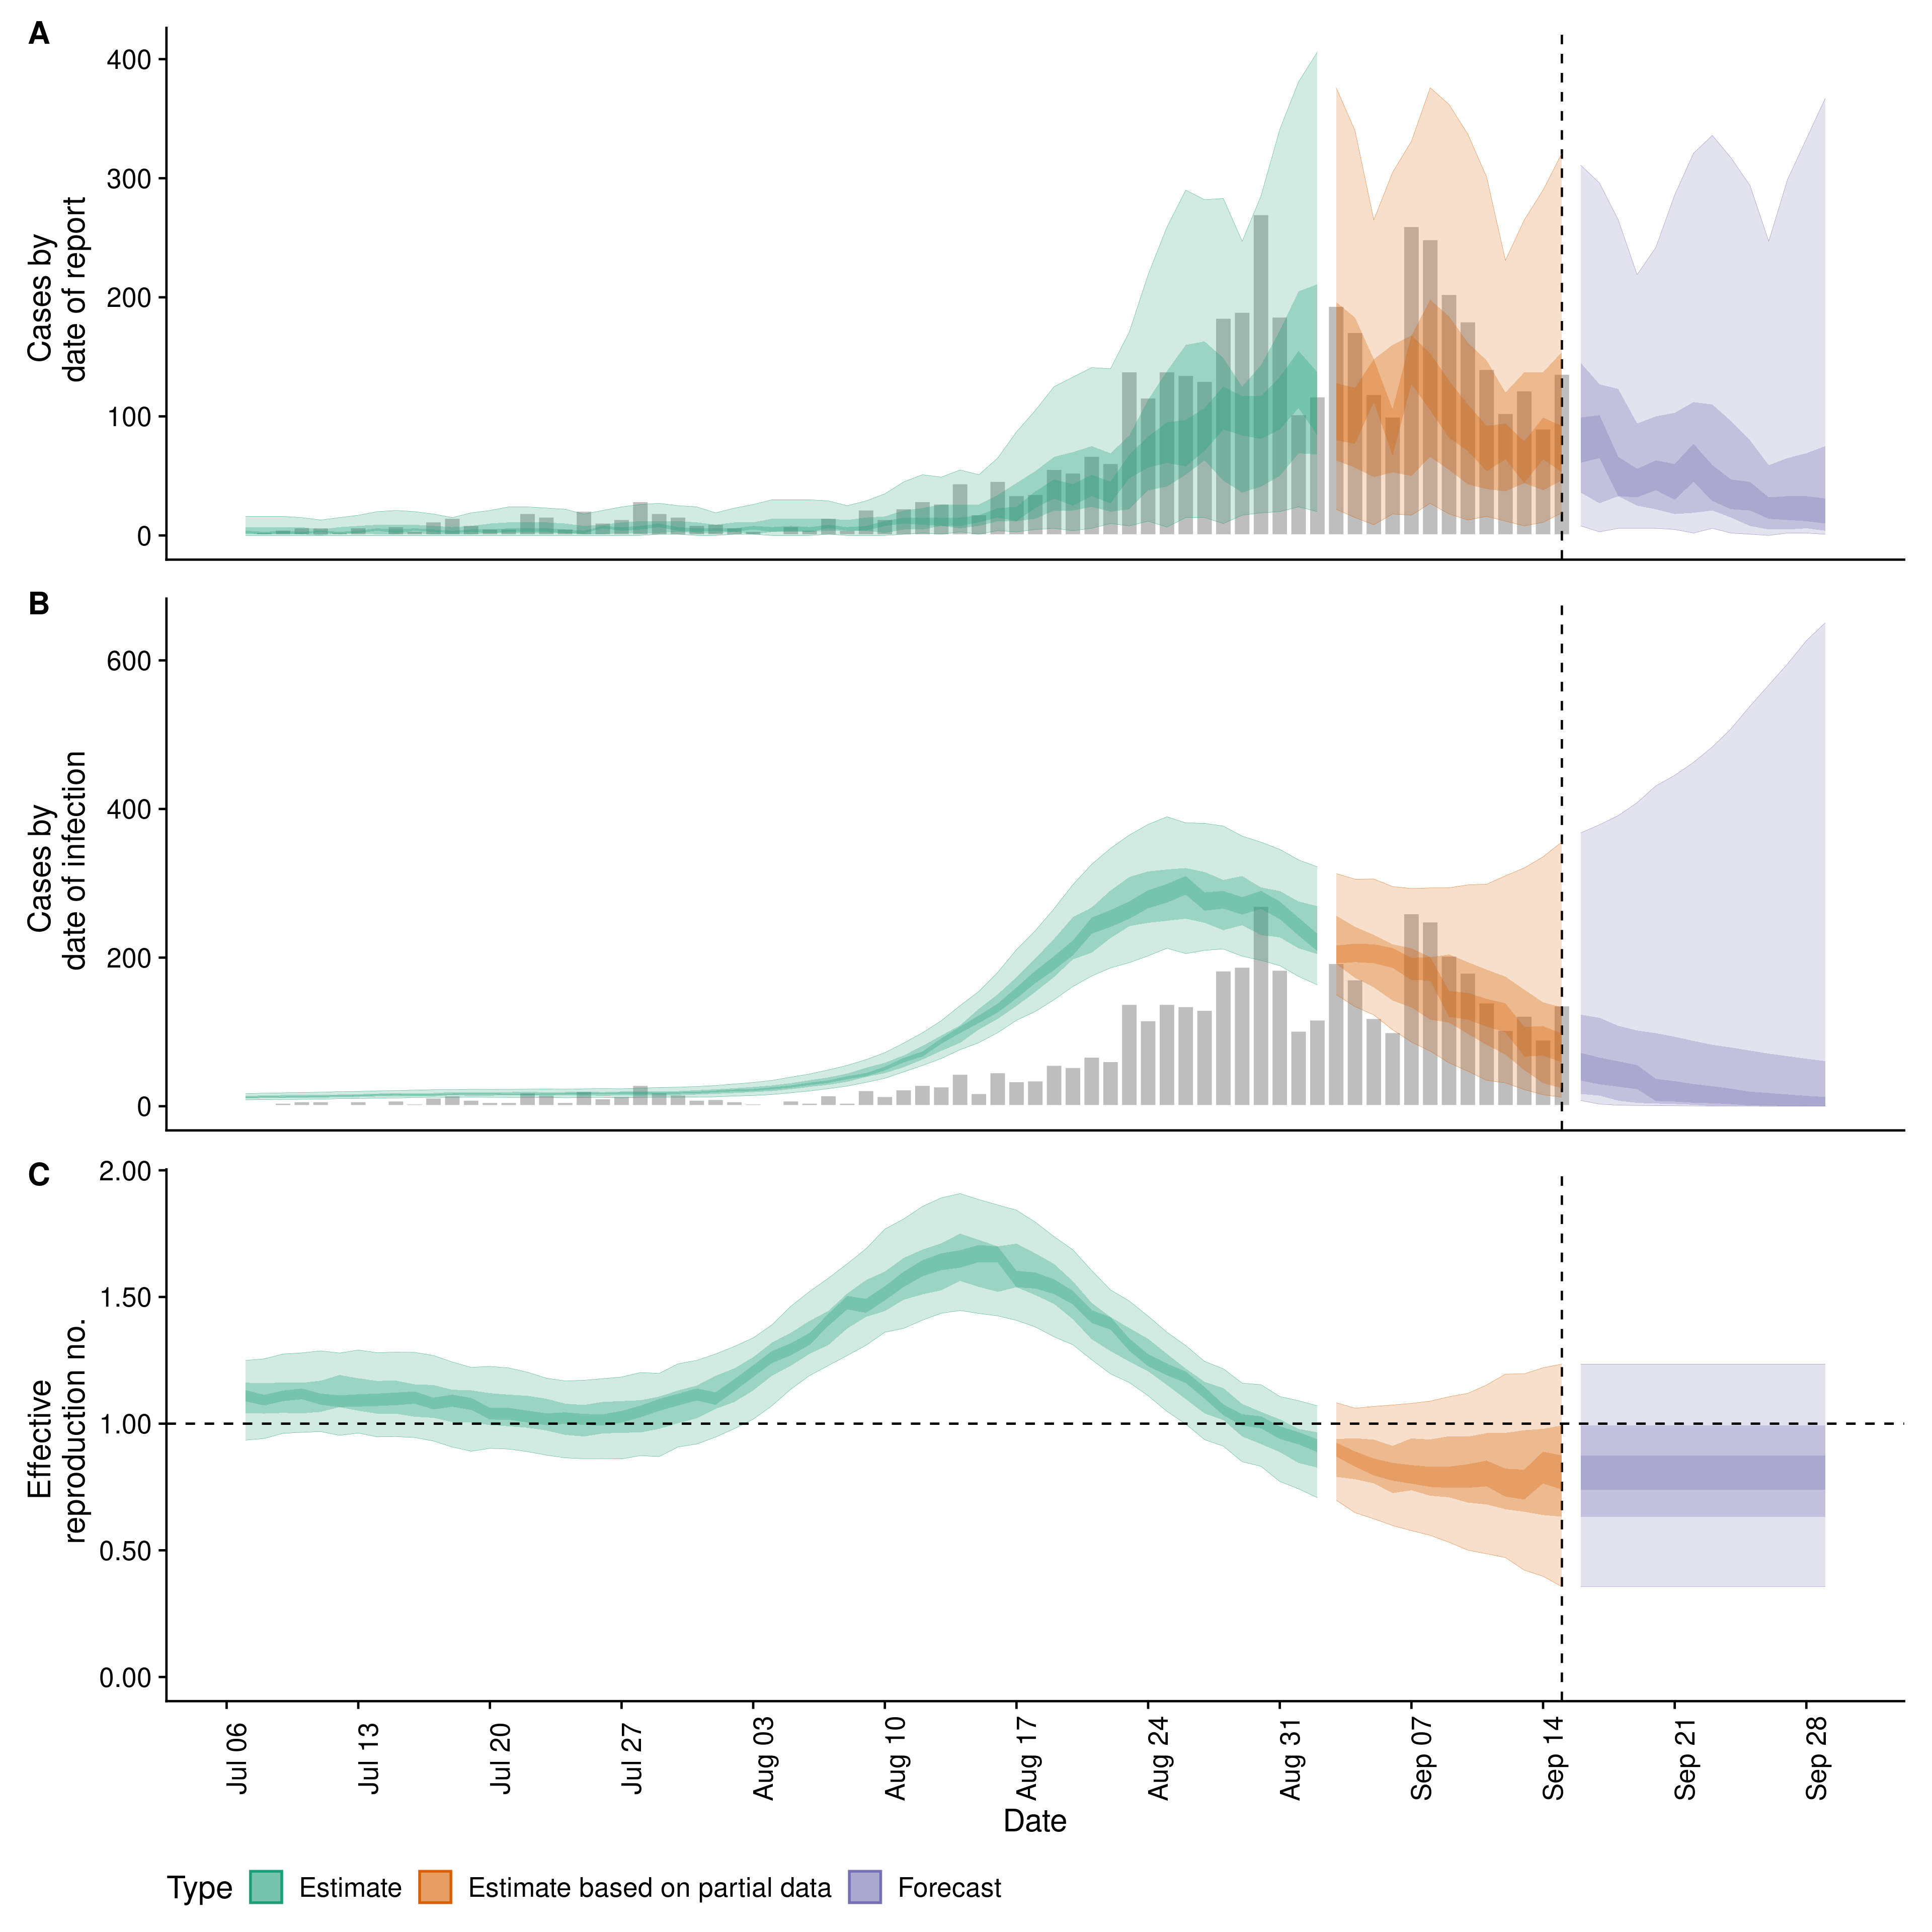 A
Cases by
date of report
400
300
200
100
0
B
Cases by
date of infection
600
400
200
0
C
Effective
reproduction no.
2.00
1.50
1.00
0.50
0.00
Jul 06
Jul 13
Jul 20
Jul 27
Aug 03
Aug 10
Aug 17
Aug 24
Aug 31
Sep 07
Sep 14
Sep 21
Sep 28
Date
Type Estimate Estimate based on partial data Forecast